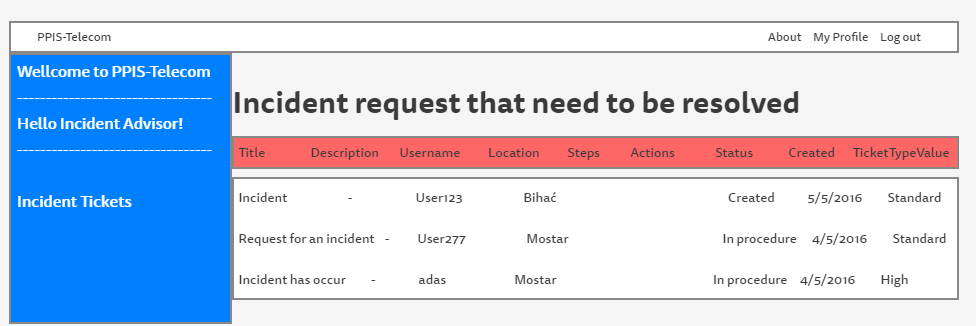 PPIS-Telecom About My Profile Log out
Wellcome to PPIS-Telecom
----------------------------------
Hello Incident Advisor!
----------------------------------
Incident Tickets
Incident request that need to be resolved
Title Description Username Location Steps Actions Status Created TicketTypeValue
Incident - User123 Bihać Created 5/5/2016 Standard
Request for an incident - User277 Mostar In procedure 4/5/2016 Standard
Incident has occur - adas Mostar In procedure 4/5/2016 High